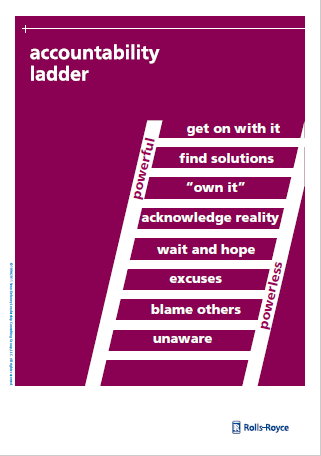 accountability
ladder
powerful
get on with it
find solutions
“own it”
acknowledge reality
wait and hope
excuses
blame others
unaware
powerless
Rolls-Royce